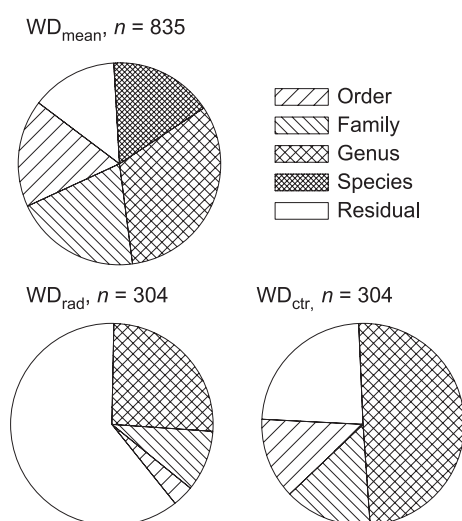 WDmean, n = 835
Order
Family
Genus
Species
Residual
WDrad, n = 304
WDctr, n = 304